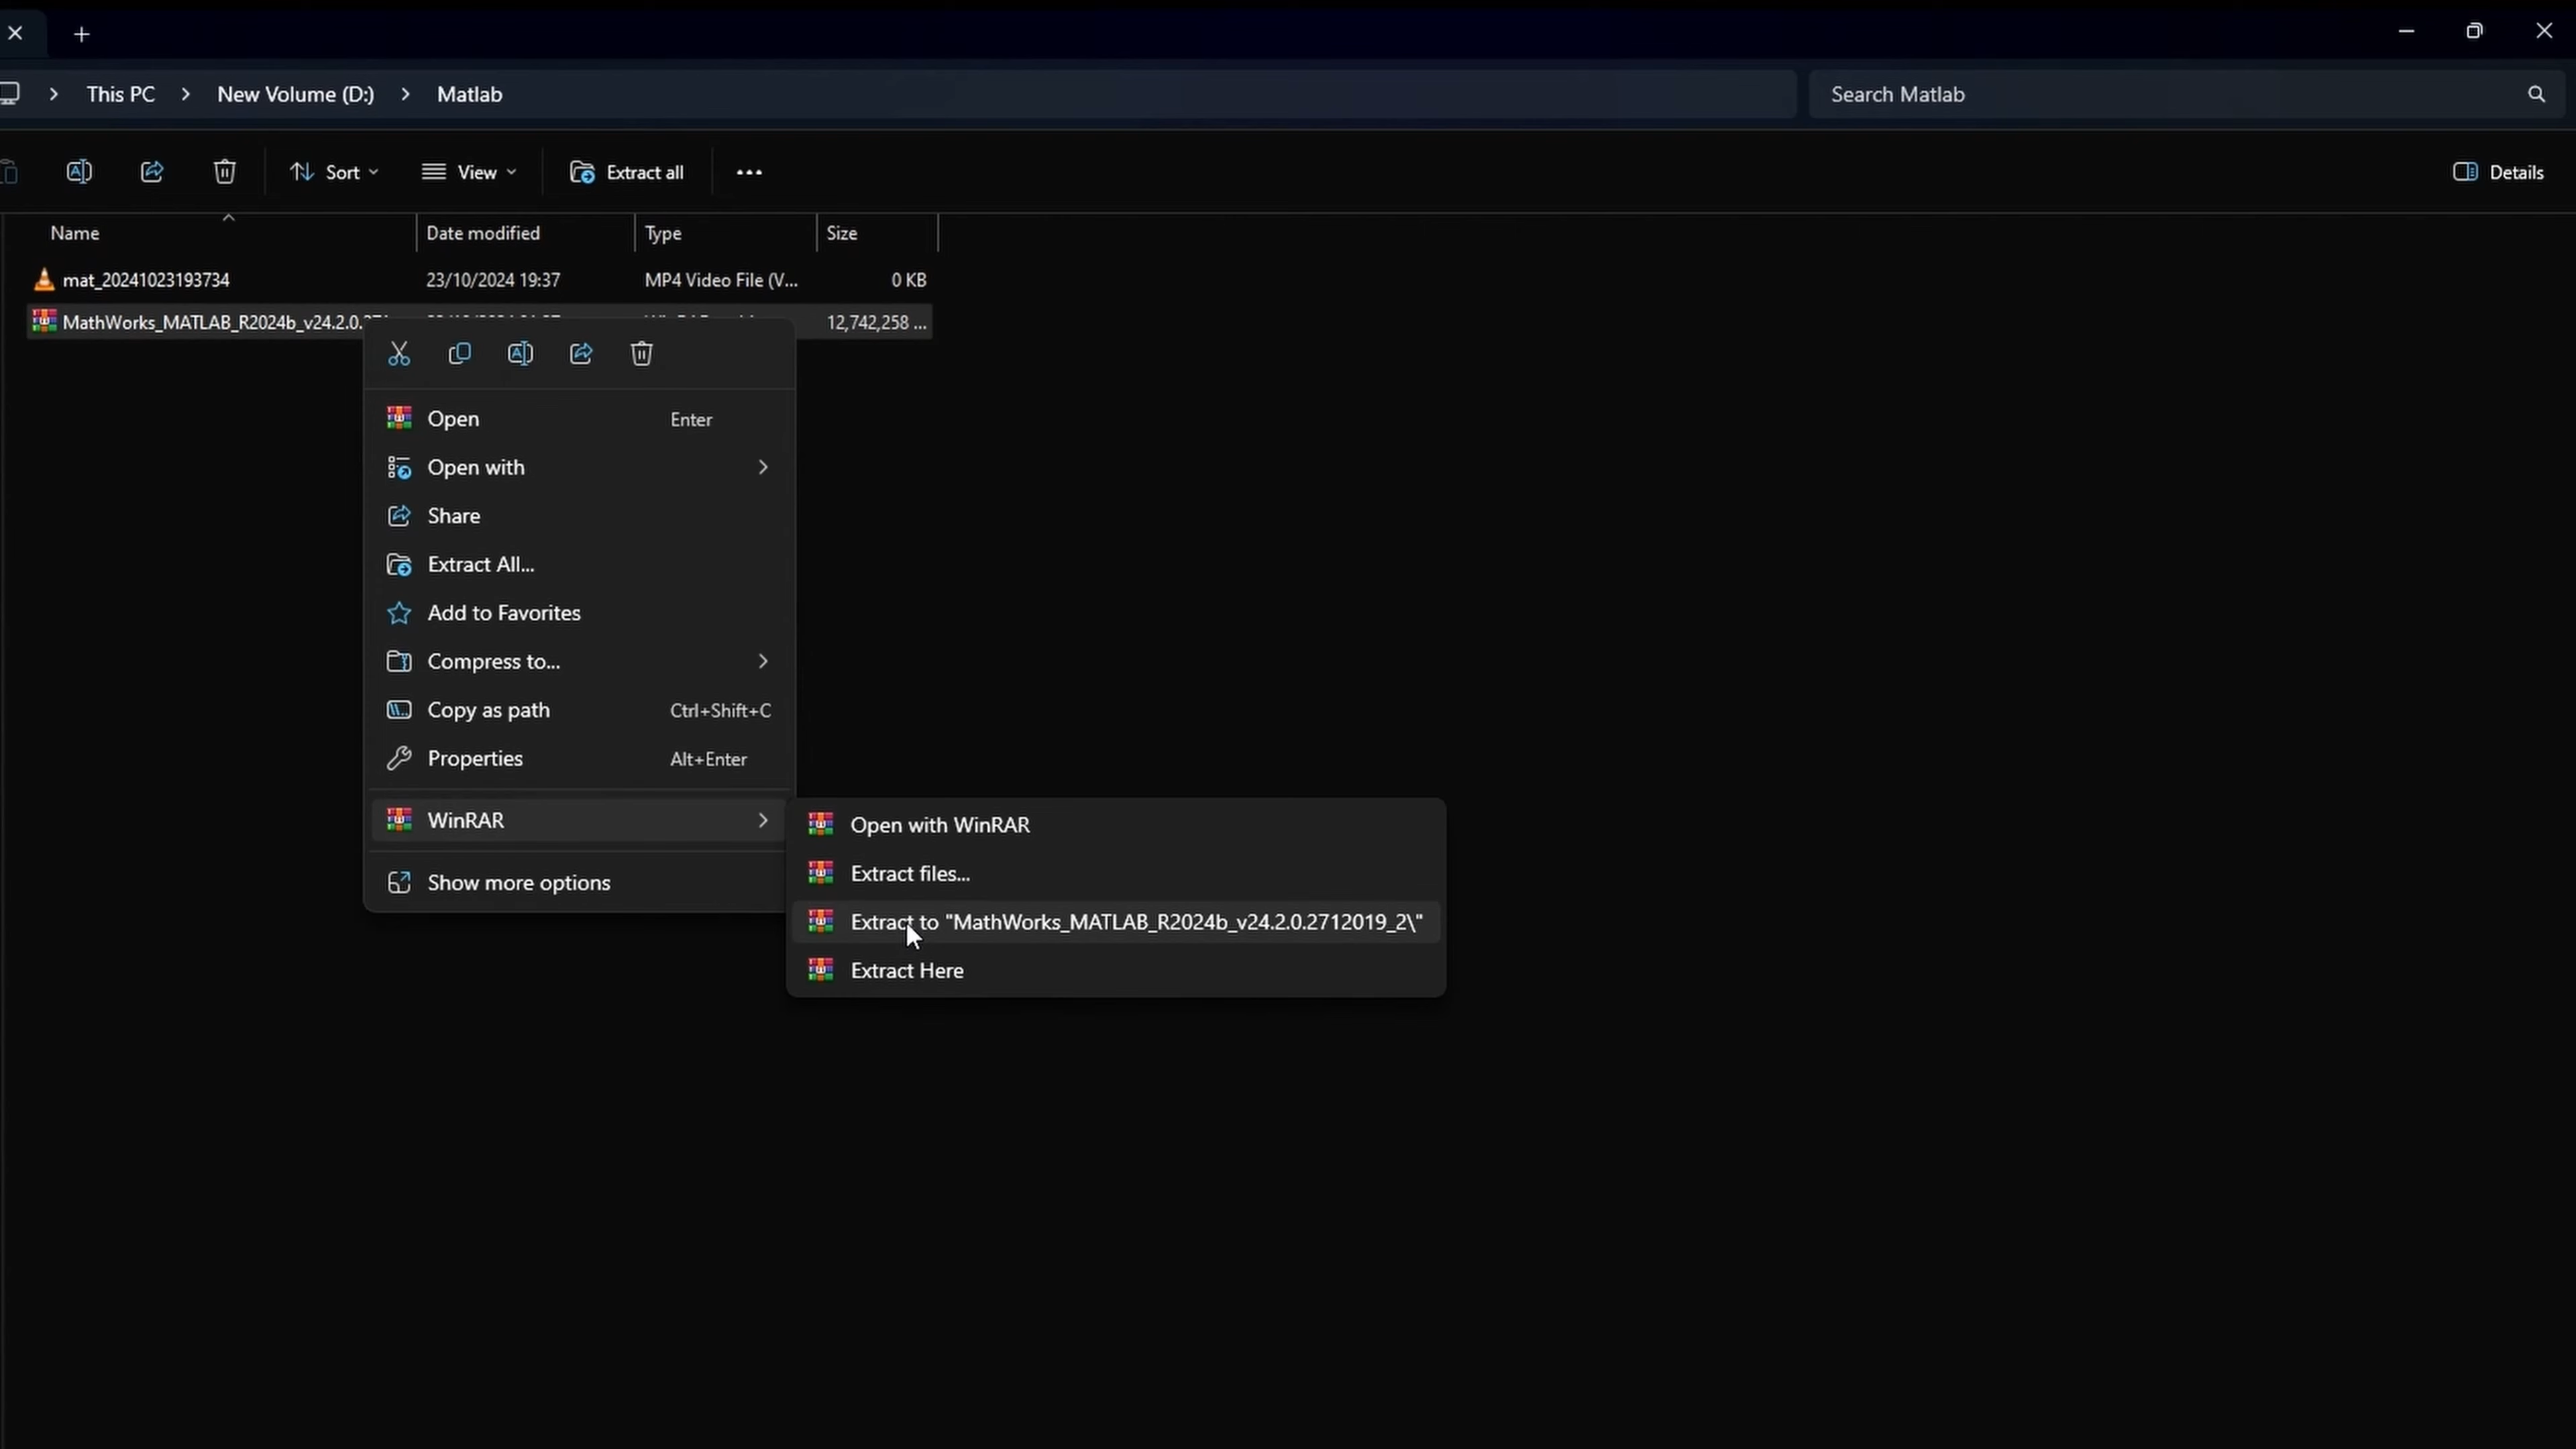 This PC > New Volume (D:) > Matlab
Search Matlab
Sort
View
Extract all
Details
Name
Date modified
Type
Size
mat_20241023193734 23/10/2024 19:37 MP4 Video File (V... 0 KB
MathWorks_MATLAB_R2024b_v24.2.0. 12,742,258 ...
Open Enter
Open with
Share
Extract All...
Add to Favorites
Compress to...
Copy as path Ctrl+Shift+C
Properties Alt+Enter
WinRAR
Show more options
Open with WinRAR
Extract files...
Extract to "MathWorks_MATLAB_R2024b_v24.2.0.2712019_2\"
Extract Here